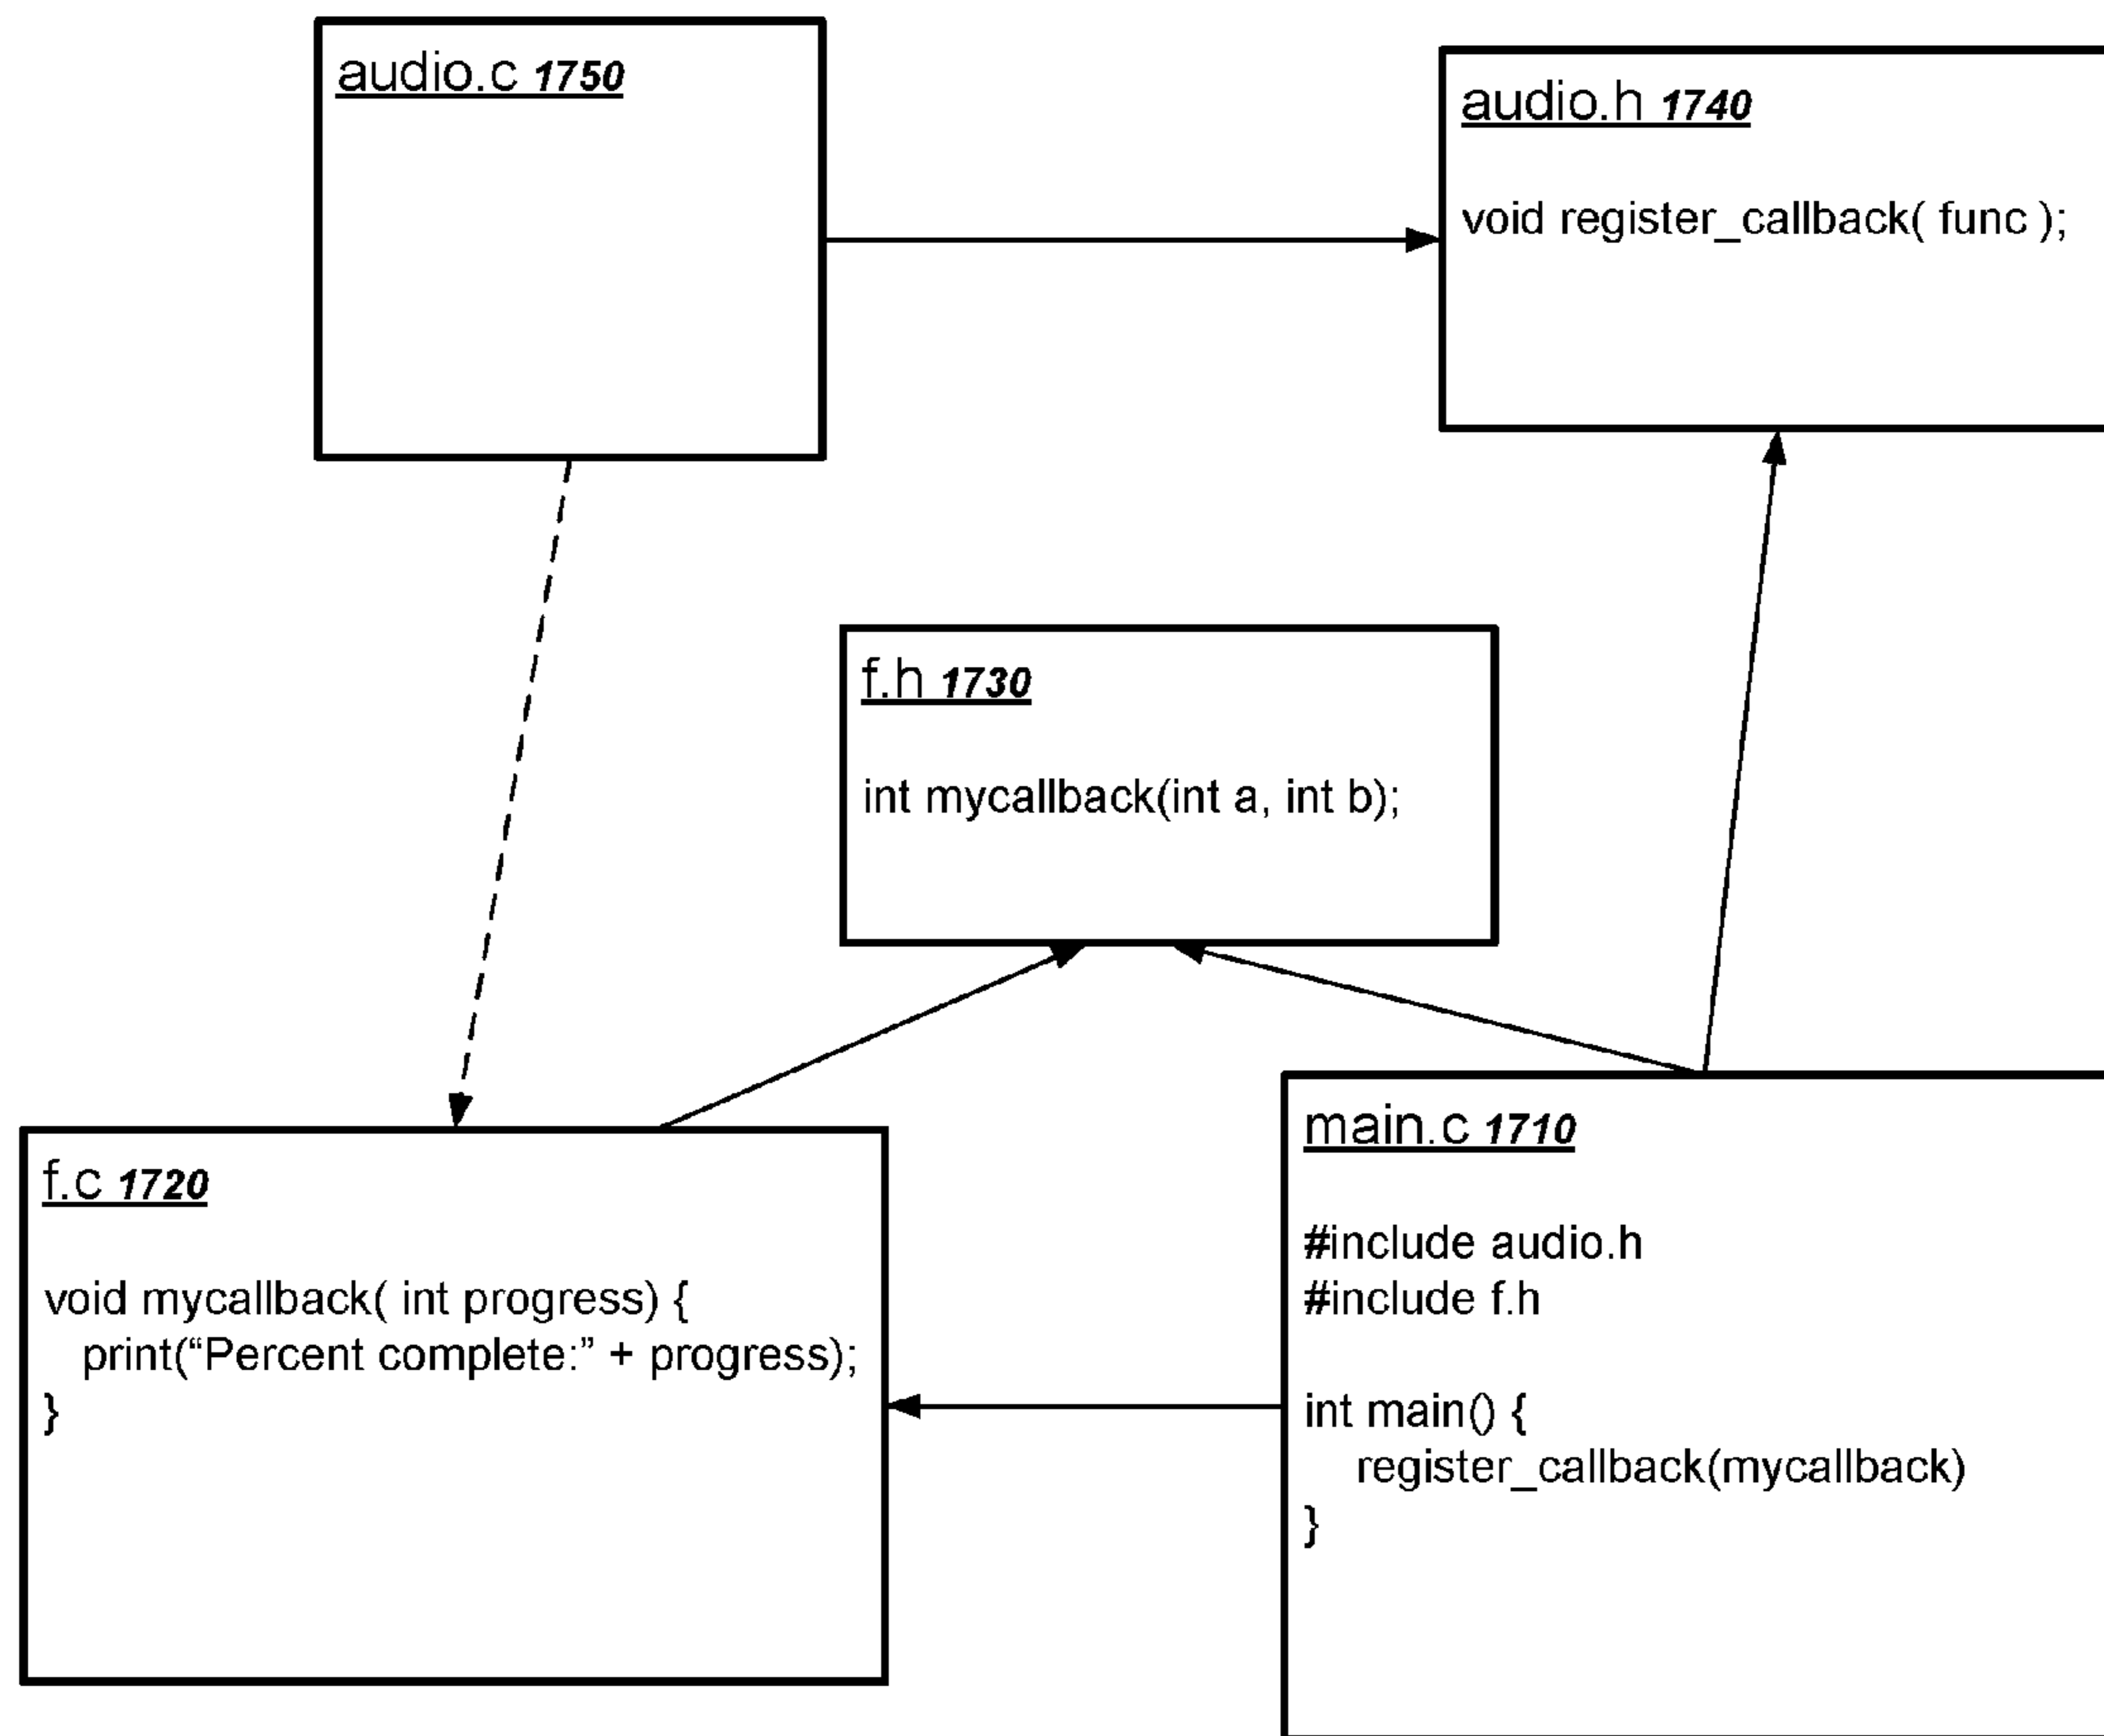 audio.c 1750
audio.h 1740
void register_callback( func );
f.h 1730
int mycallback(int a, int b);
f.c 1720
void mycallback( int progress) {
print(“Percent complete:” + progress);
}
main.c 1710
#include audio.h
#include f.h
int main() {
register_callback(mycallback)
}